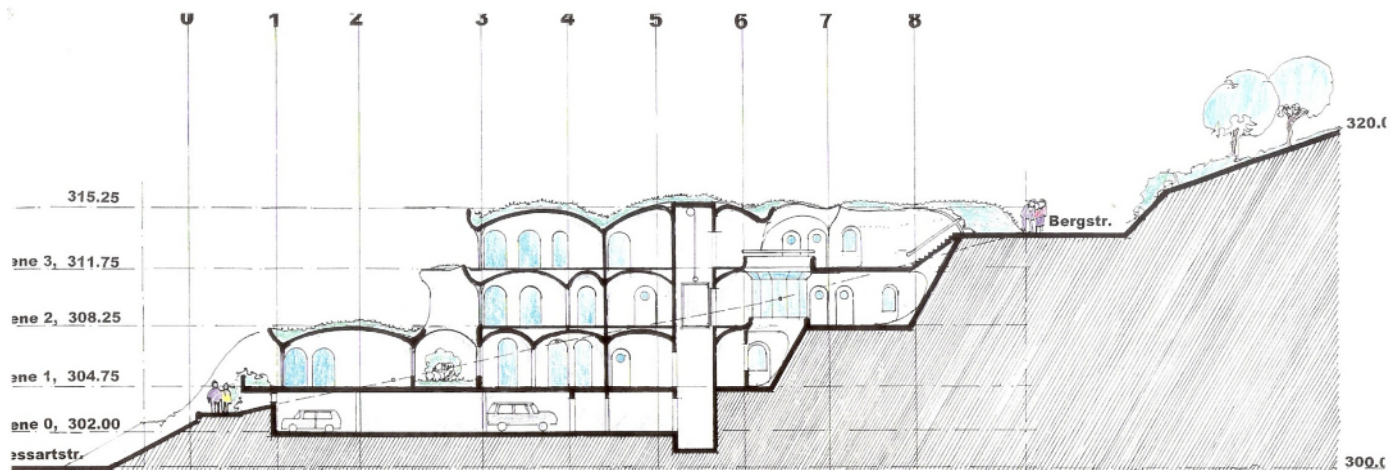 0 1 2 3 4 5 6 7 8
320.0
315.25
Bergstr.
ene 3, 311.75
ene 2, 308.25
ene 1, 304.75
ene 0, 302.00
essartstr.
300.0